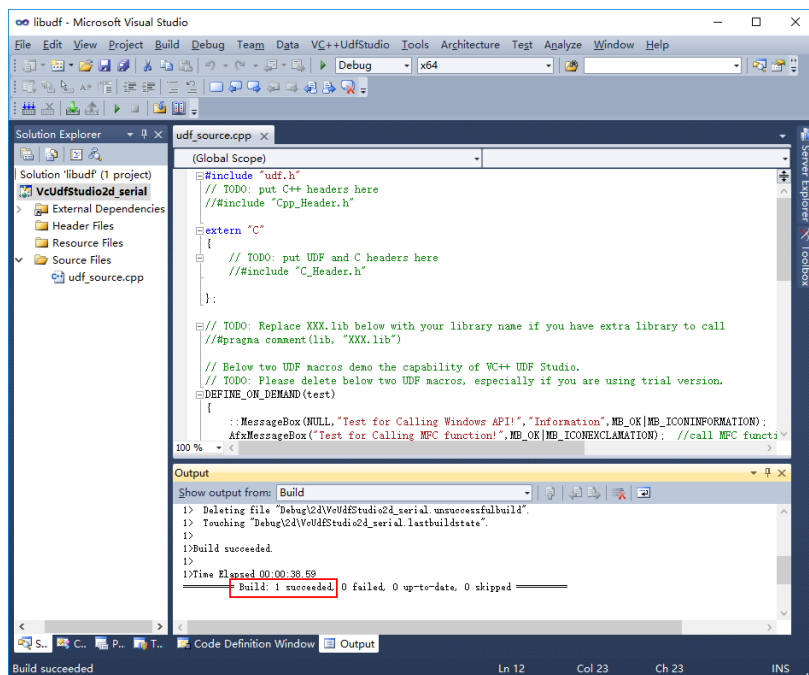 libudf - Microsoft Visual Studio
File Edit View Project Build Debug Team Data VC++UdfStudio Tools Architecture Test Analyze Window Help
Debug x64
Solution Explorer
Solution 'libudf' (1 project)
VcUdfStudio2d_serial
External Dependencies
Header Files
Resource Files
Source Files
udf_source.cpp
udf_source.cpp
(Global Scope)
#include "udf.h"
// TODO: put C++ headers here
//#include "Cpp_Header.h"
extern "C"
{
// TODO: put UDF and C headers here
//#include "C_Header.h"
};
// TODO: Replace XXX.lib below with your library name if you have extra library to call
//#pragma comment(lib, "XXX.lib")
// Below two UDF macros demo the capability of VC++ UDF Studio.
// TODO: Please delete below two UDF macros, especially if you are using trial version.
DEFINE_ON_DEMAND(test)
{
::MessageBox(NULL,"Test for Calling Windows API!","Information",MB_OK|MB_ICONINFORMATION);
AfxMessageBox("Test for Calling MFC function!",MB_OK|MB_ICONEXCLAMATION); //call MFC functi
100 %
Output
Show output from: Build
1> Deleting file "Debug\2d\VcUdfStudio2d_serial.unsuccessfulbuild".
1> Touching "Debug\2d\VcUdfStudio2d_serial.lastbuildstate".
1>
1>Build succeeded.
1>
1>Time Elapsed 00:00:38.59
========== Build: 1 succeeded, 0 failed, 0 up-to-date, 0 skipped ==========
Server Explorer
Toolbox
S... C... P... T...
Code Definition Window Output
Build succeeded Ln 12 Col 23 Ch 23 INS